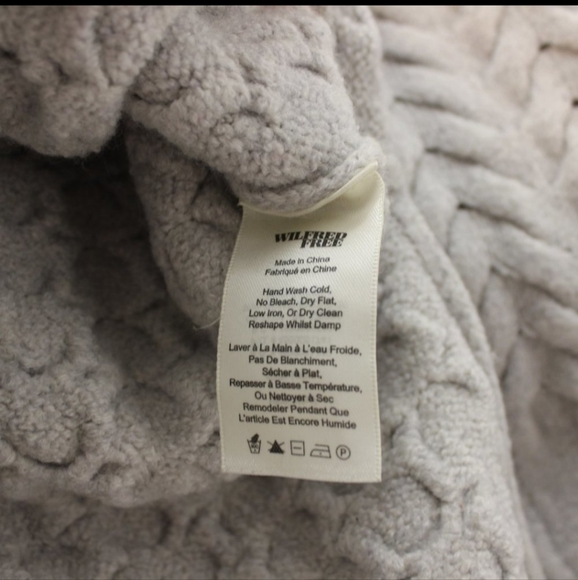 WILFRED
FREE
Made in China
Fabriqué en Chine
Hand Wash Cold,
No Bleach, Dry Flat,
Low Iron, Or Dry Clean
Reshape Whilst Damp
Laver à La Main à L'eau Froide,
Pas De Blanchiment,
Sécher à Plat,
Repasser à Basse Température,
Ou Nettoyer à Sec
Remodeler Pendant Que
L'article Est Encore Humide
P